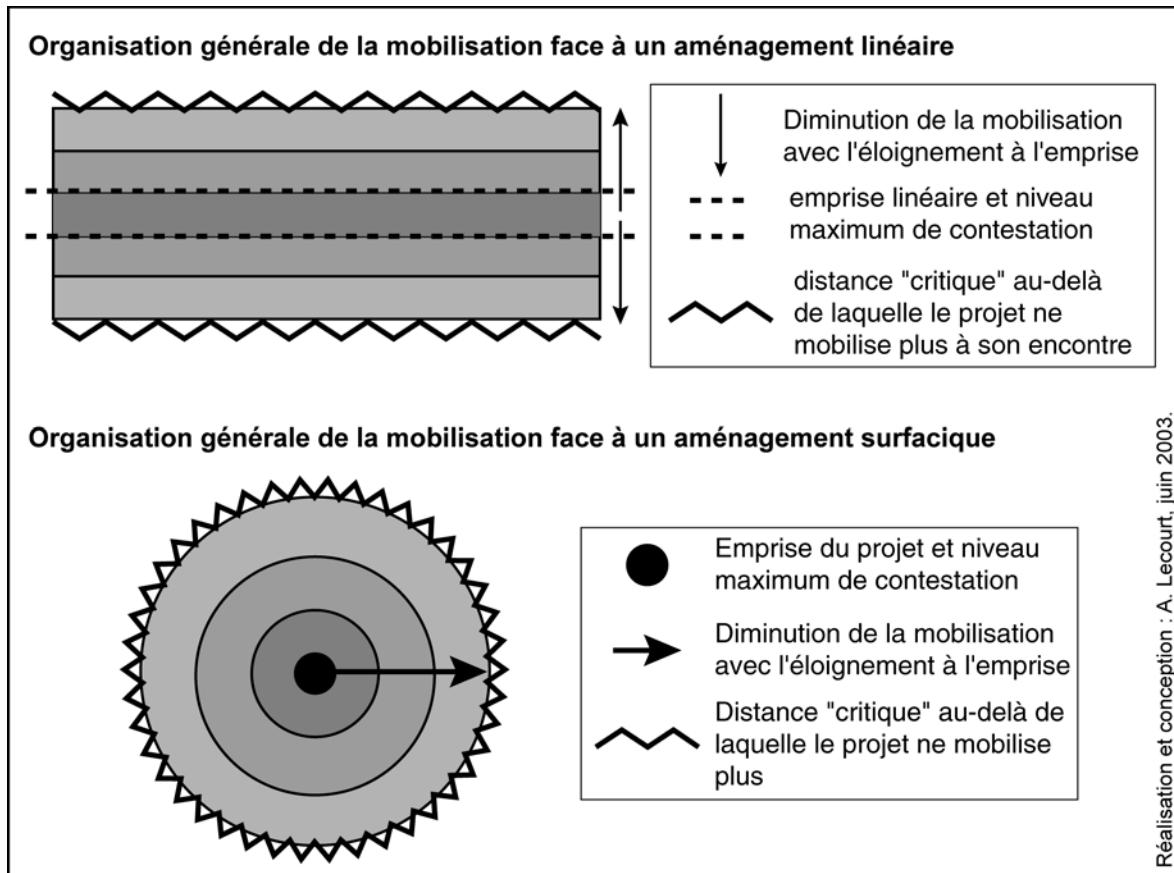 Organisation générale de la mobilisation face à un aménagement linéaire
Diminution de la mobilisation
avec l'éloignement à l'emprise
emprise linéaire et niveau
maximum de contestation
distance "critique" au-delà
de laquelle le projet ne
mobilise plus à son encontre
Organisation générale de la mobilisation face à un aménagement surfacique
Emprise du projet et niveau
maximum de contestation
Diminution de la mobilisation
avec l'éloignement à l'emprise
Distance "critique" au-delà de
laquelle le projet ne mobilise
plus
Réalisation et conception : A. Lecourt, juin 2003.